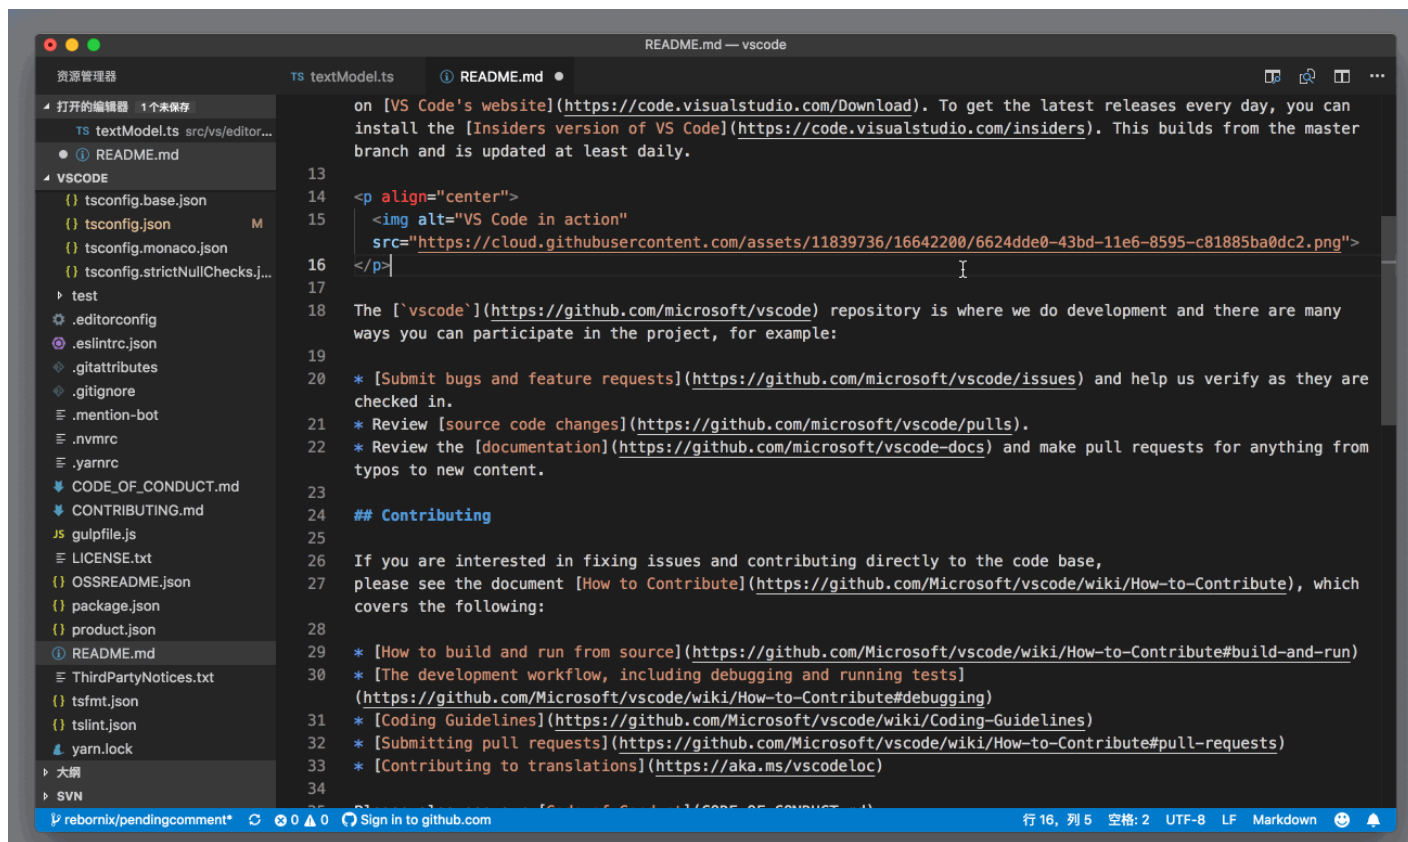 README.md — vscode
资源管理器
TS textModel.ts
README.md
打开的编辑器 1 个未保存
TS textModel.ts src/vs/editor...
README.md
VSCODE
{} tsconfig.base.json
{} tsconfig.json M
{} tsconfig.monaco.json
{} tsconfig.strictNullChecks.j...
test
.editorconfig
.eslintrc.json
.gitattributes
.gitignore
.mention-bot
.nvmrc
.yarnrc
CODE_OF_CONDUCT.md
CONTRIBUTING.md
JS gulpfile.js
LICENSE.txt
{} OSSREADME.json
{} package.json
{} product.json
README.md
ThirdPartyNotices.txt
{} tsfmt.json
{} tslint.json
yarn.lock
大纲
SVN
on [VS Code's website](https://code.visualstudio.com/Download). To get the latest releases every day, you can
install the [Insiders version of VS Code](https://code.visualstudio.com/insiders). This builds from the master
branch and is updated at least daily.
13
14 <p align="center">
15 <img alt="VS Code in action"
src="https://cloud.githubusercontent.com/assets/11839736/16642200/6624dde0-43bd-11e6-8595-c81885ba0dc2.png">
16 </p>
17
18 The [`vscode`](https://github.com/microsoft/vscode) repository is where we do development and there are many
ways you can participate in the project, for example:
19
20 * [Submit bugs and feature requests](https://github.com/microsoft/vscode/issues) and help us verify as they are
checked in.
21 * Review [source code changes](https://github.com/microsoft/vscode/pulls).
22 * Review the [documentation](https://github.com/microsoft/vscode-docs) and make pull requests for anything from
typos to new content.
23
24 ## Contributing
25
26 If you are interested in fixing issues and contributing directly to the code base,
27 please see the document [How to Contribute](https://github.com/Microsoft/vscode/wiki/How-to-Contribute), which
covers the following:
28
29 * [How to build and run from source](https://github.com/Microsoft/vscode/wiki/How-to-Contribute#build-and-run)
30 * [The development workflow, including debugging and running tests]
(https://github.com/Microsoft/vscode/wiki/How-to-Contribute#debugging)
31 * [Coding Guidelines](https://github.com/Microsoft/vscode/wiki/Coding-Guidelines)
32 * [Submitting pull requests](https://github.com/Microsoft/vscode/wiki/How-to-Contribute#pull-requests)
33 * [Contributing to translations](https://aka.ms/vscodeloc)
34
rebornix/pendingcomment* 0 0 Sign in to github.com
行 16，列 5 空格: 2 UTF-8 LF Markdown